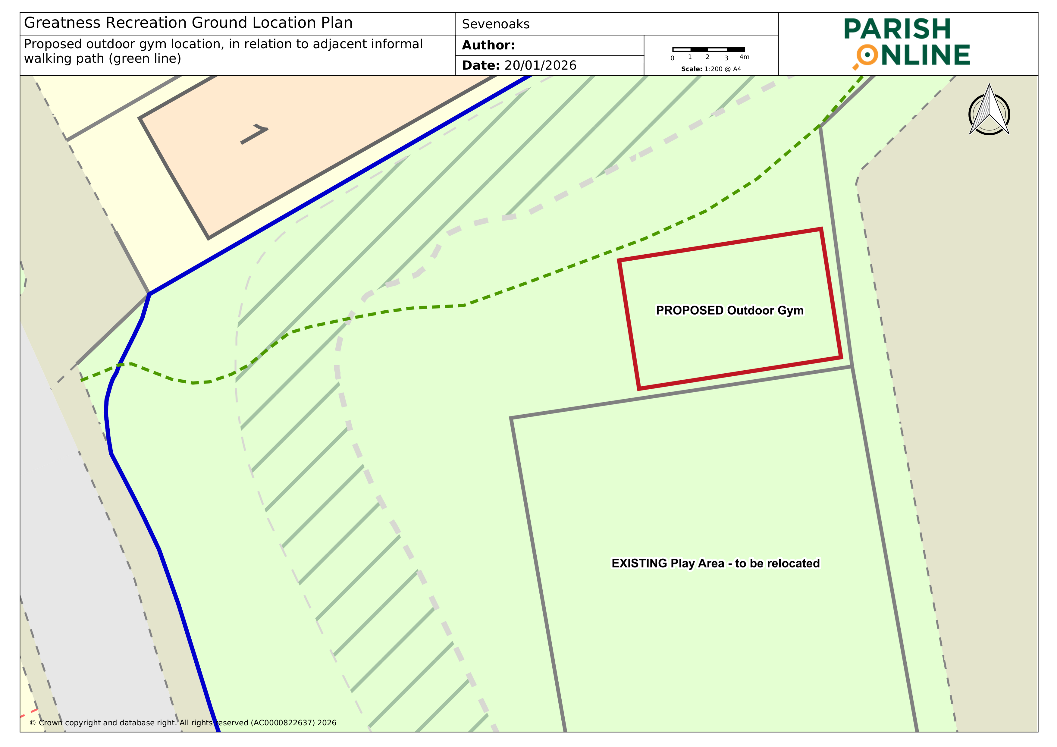 Greatness Recreation Ground Location Plan
Proposed outdoor gym location, in relation to adjacent informal
walking path (green line)
Sevenoaks
Author:
Date: 20/01/2026
0 1 2 3 4m
Scale: 1:200 @ A4
PARISH
ONLINE
1
PROPOSED Outdoor Gym
EXISTING Play Area - to be relocated
© Crown copyright and database right. All rights reserved (AC0000822637) 2026